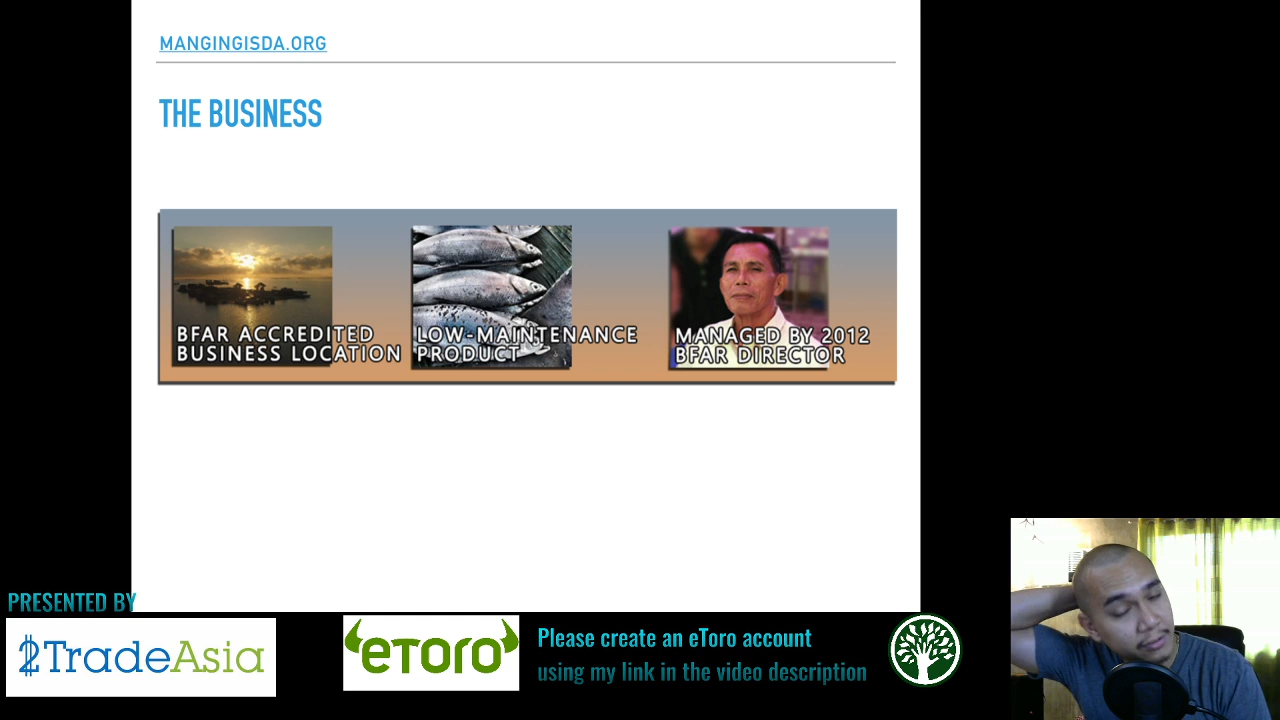 MANGINGISDA.ORG
THE BUSINESS
BFAR ACCREDITED
BUSINESS LOCATION
LOW-MAINTENANCE
PRODUCT
MANAGED BY 2012
BFAR DIRECTOR
PRESENTED BY
2TradeAsia
eToro
Please create an eToro account
using my link in the video description